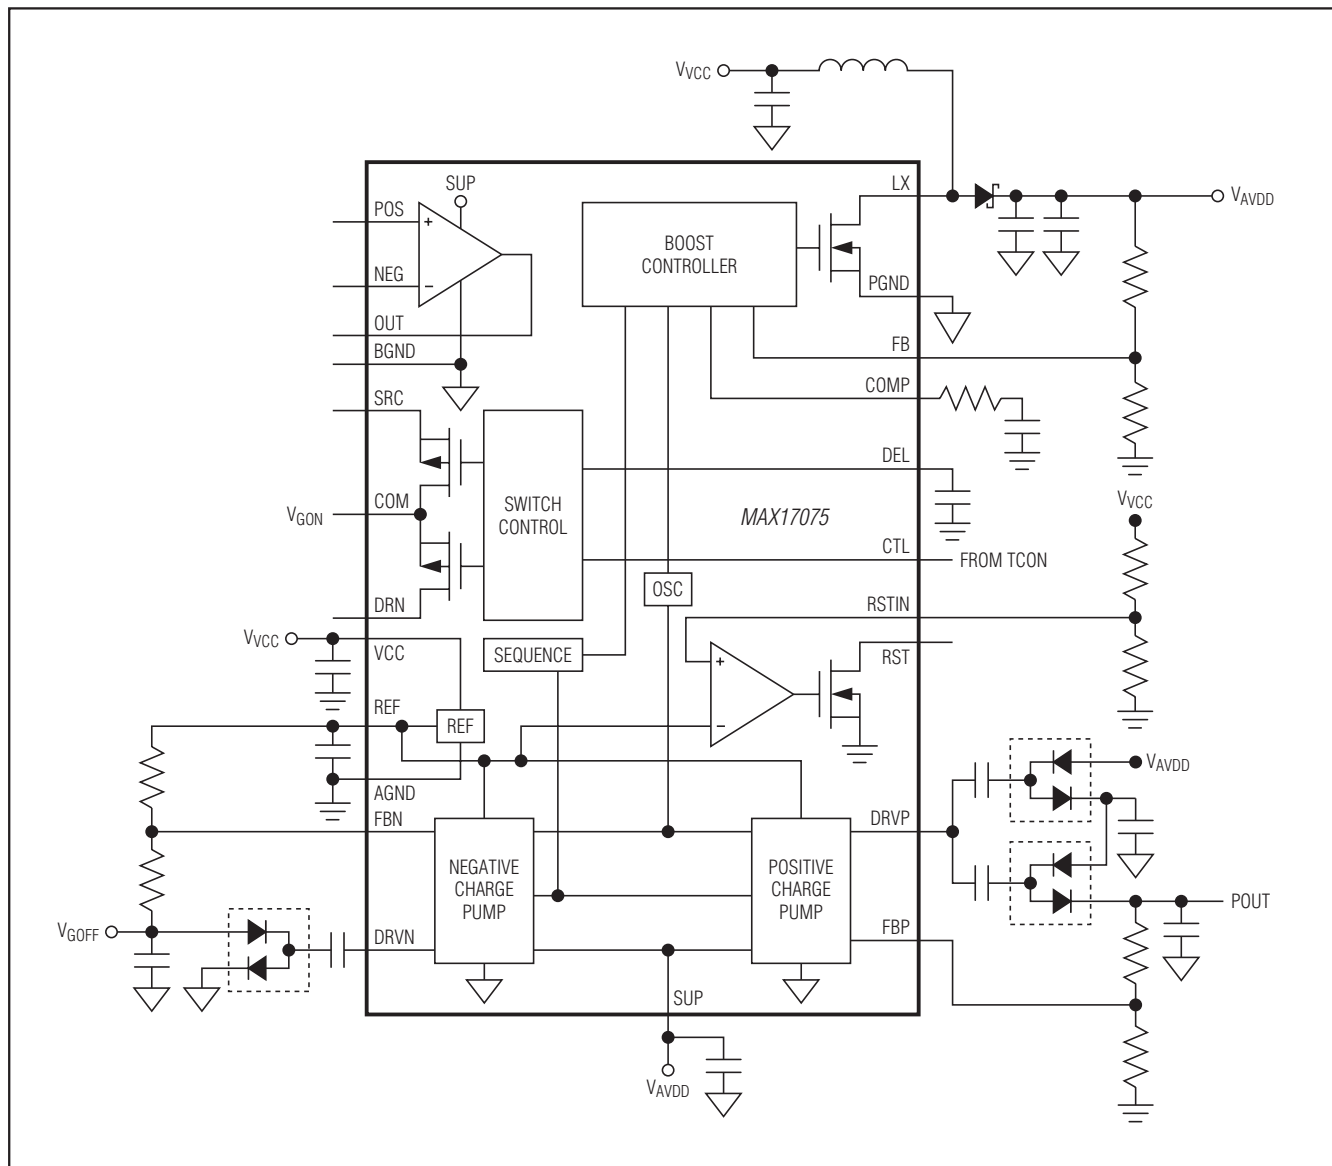 VVCC
SUP
LX
VAVDD
POS
BOOST
CONTROLLER
NEG
PGND
OUT
BGND
FB
COMP
SRC
DEL
COM
VGON
SWITCH
CONTROL
MAX17075
VVCC
CTL
FROM TCON
OSC
DRN
RSTIN
VVCC
VCC
SEQUENCE
RST
+
−
+
−
REF
REF
AGND
VAVDD
FBN
DRVP
NEGATIVE
CHARGE
PUMP
POSITIVE
CHARGE
PUMP
POUT
VGOFF
DRVN
FBP
SUP
VAVDD